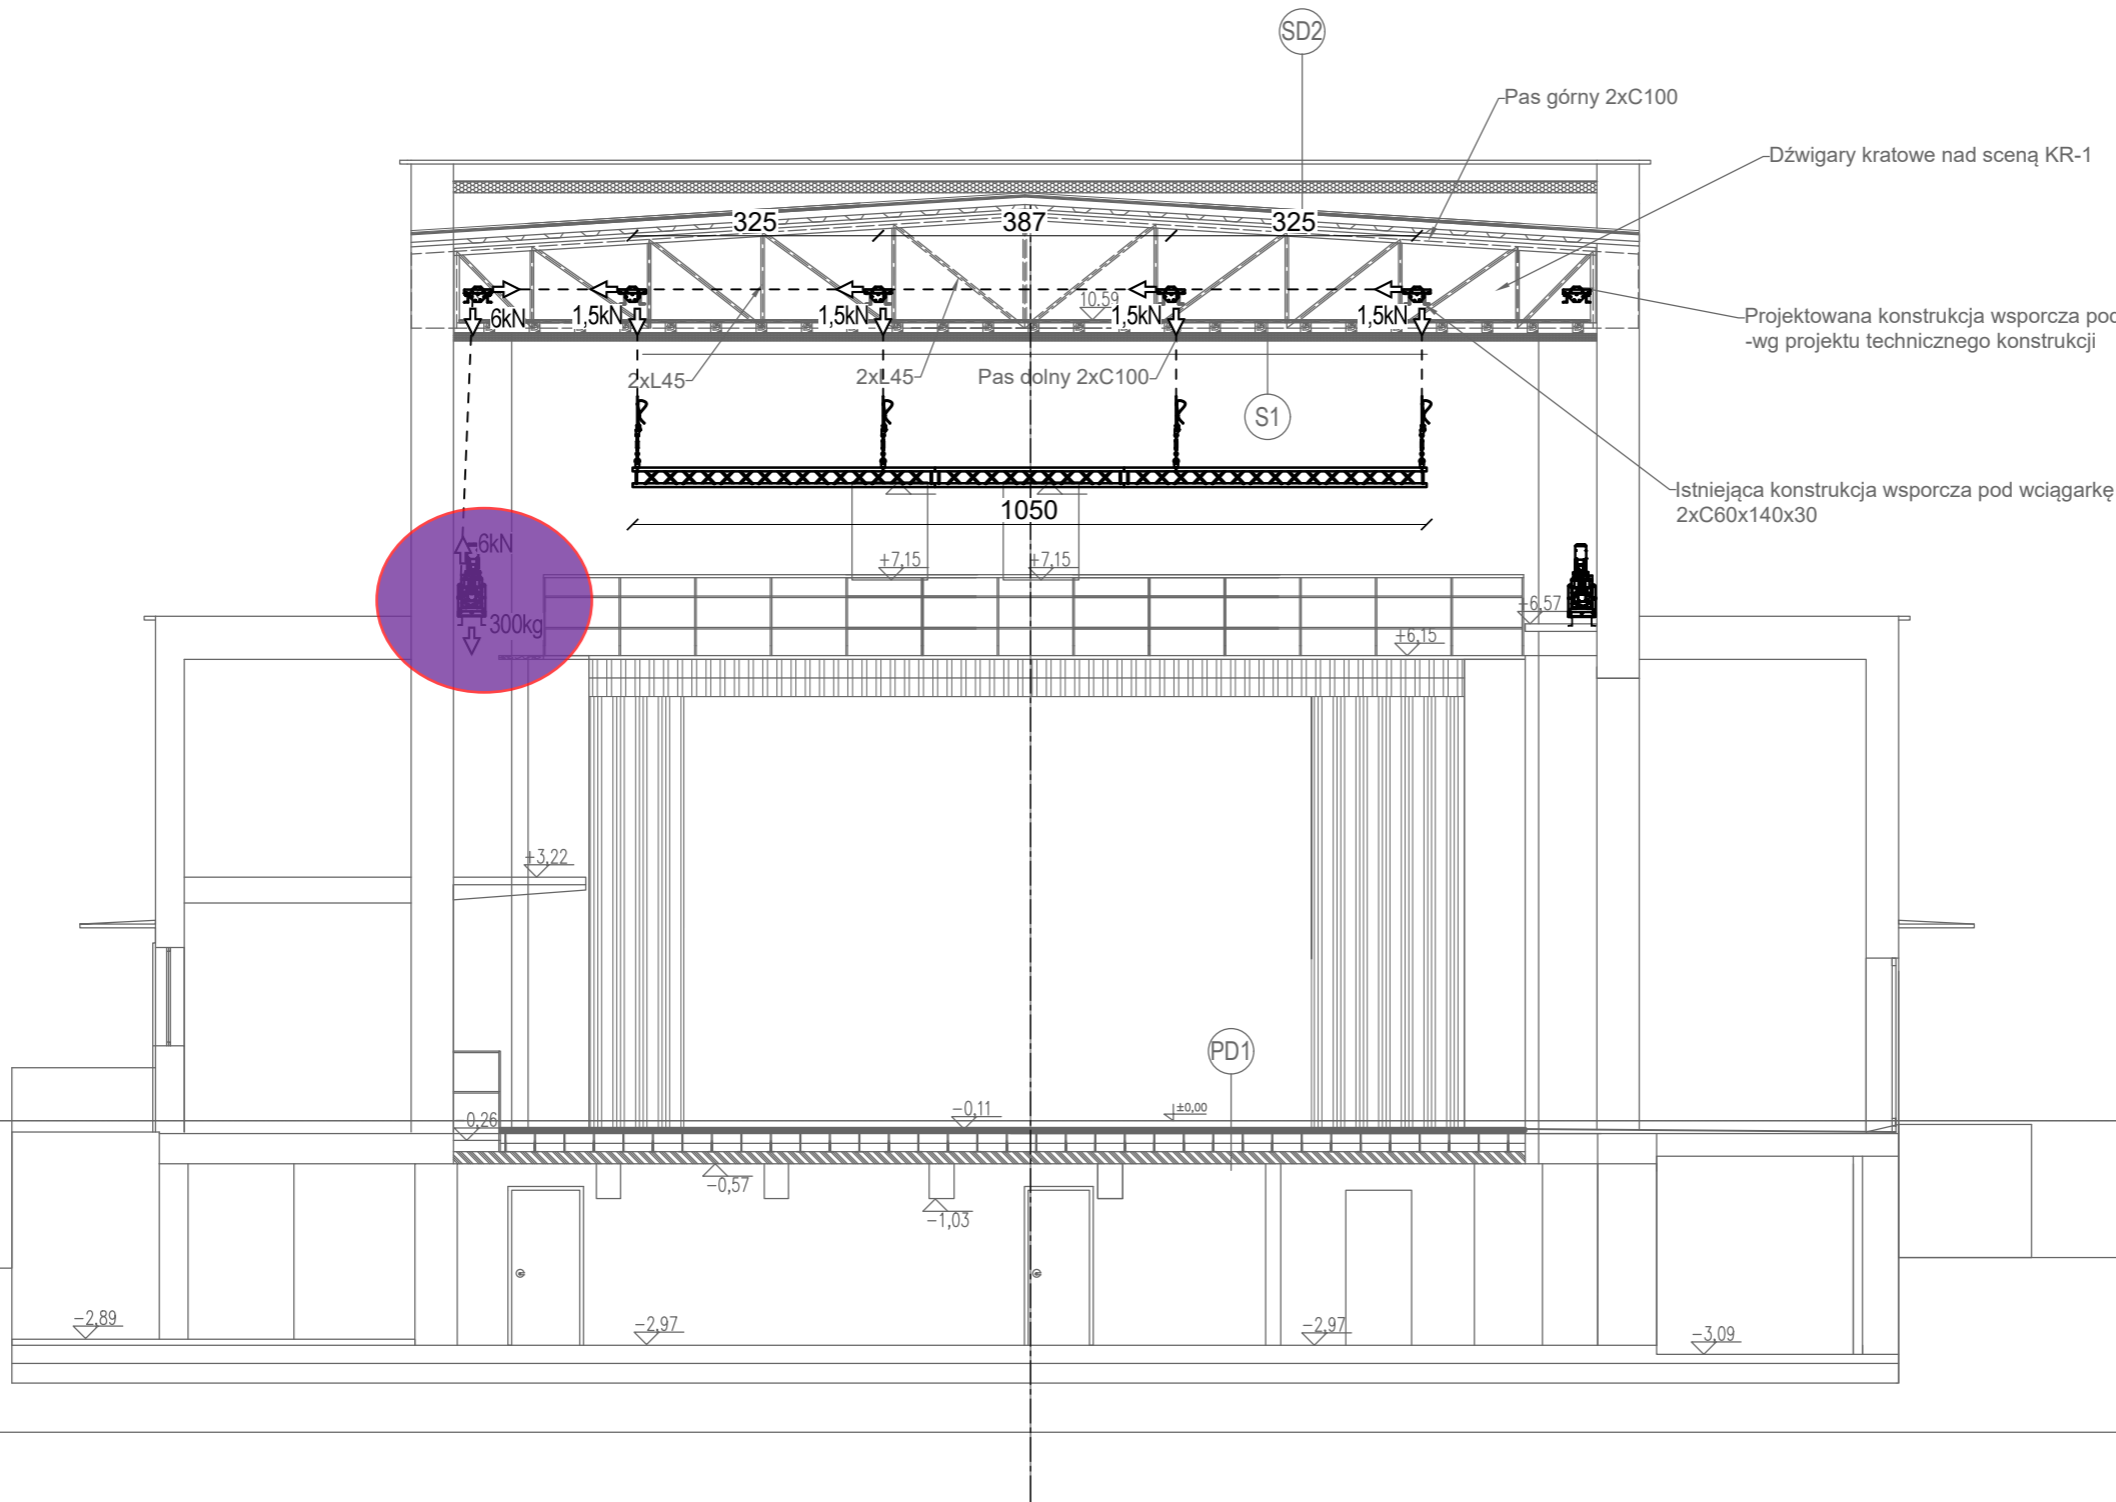 SD2
Pas górny 2xC100
Dźwigary kratowe nad sceną KR-1
325
387
325
10.59
6kN
1,5kN
1,5kN
1,5kN
1,5kN
Projektowana konstrukcja wsporcza pod
-wg projektu technicznego konstrukcji
2xL45
2xL45
Pas dolny 2xC100
S1
Istniejąca konstrukcja wsporcza pod wciągarkę
2xC60x140x30
1050
6kN
+7,15
+7,15
300kg
+6,57
+6,15
+3,22
PD1
-0,26
-0,11
±0,00
-0,57
-1,03
-2,89
-2,97
-2,97
-3,09